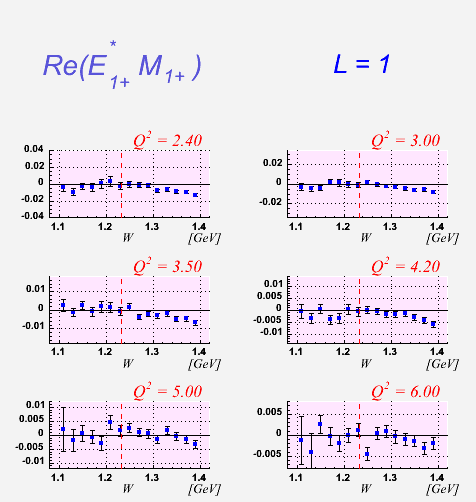 Re(E*1+ M1+) L = 1
Q² = 2.40
0.04
0.02
0
-0.02
-0.04
1.1 1.2 1.3 1.4
W [GeV]
Q² = 3.00
0.02
0
-0.02
1.1 1.2 1.3 1.4
W [GeV]
Q² = 3.50
0.01
0
-0.01
1.1 1.2 1.3 1.4
W [GeV]
Q² = 4.20
0.01
0.005
0
-0.005
-0.01
1.1 1.2 1.3 1.4
W [GeV]
Q² = 5.00
0.01
0.005
0
-0.005
-0.01
1.1 1.2 1.3 1.4
W [GeV]
Q² = 6.00
0.005
0
-0.005
1.1 1.2 1.3 1.4
W [GeV]